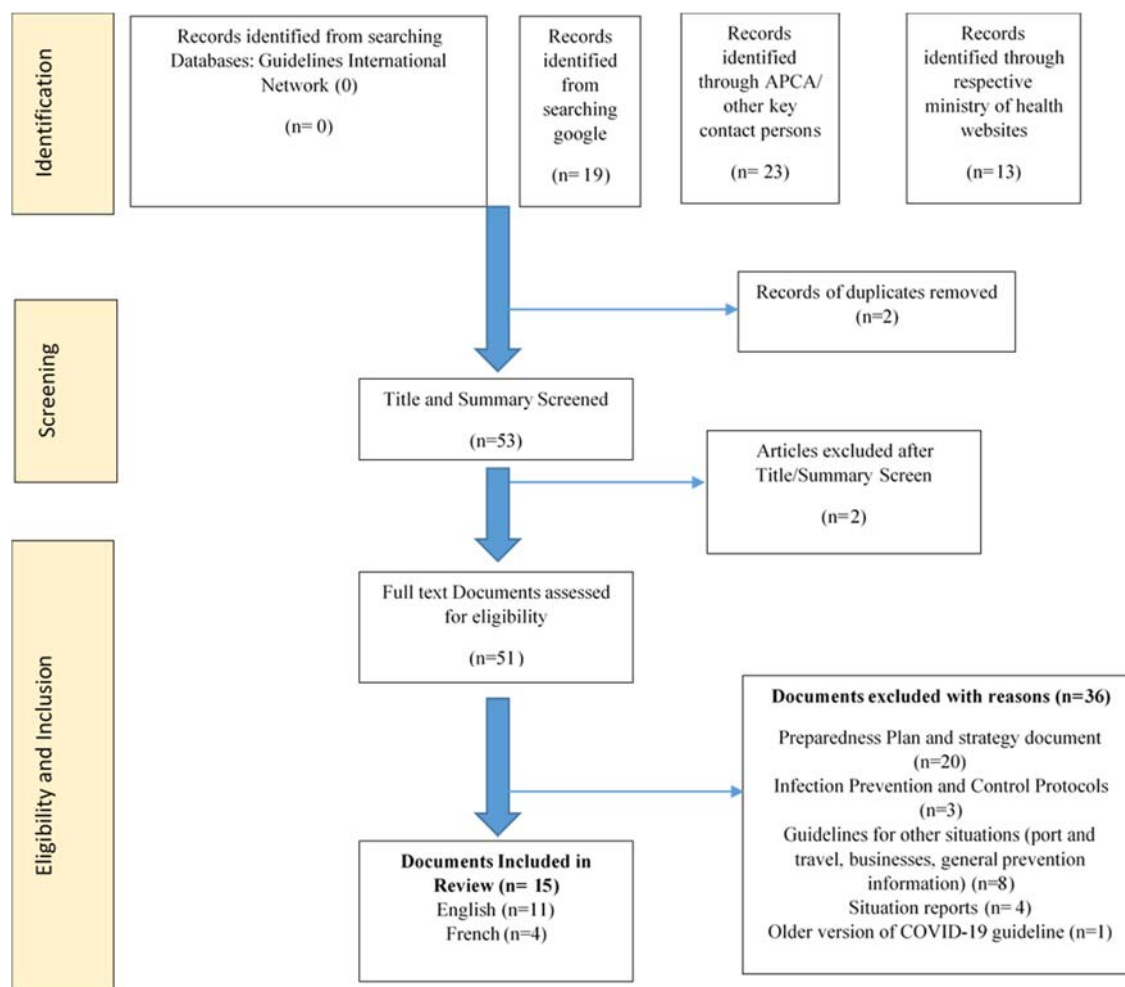 Identification
Records identified from searching
Databases: Guidelines International
Network (0)
(n= 0)
Records
identified
from
searching
google
(n= 19)
Records
identified
through APCA/
other key
contact persons
(n= 23)
Records
identified through
respective
ministry of health
websites
(n=13)
Screening
Records of duplicates removed
(n=2)
Title and Summary Screened
(n=53)
Articles excluded after
Title/Summary Screen
(n=2)
Eligibility and Inclusion
Full text Documents assessed
for eligibility
(n=51)
Documents excluded with reasons (n=36)
Preparedness Plan and strategy document
(n=20)
Infection Prevention and Control Protocols
(n=3)
Guidelines for other situations (port and
travel, businesses, general prevention
information) (n=8)
Situation reports (n= 4)
Older version of COVID-19 guideline (n=1)
Documents Included in
Review (n= 15)
English (n=11)
French (n=4)